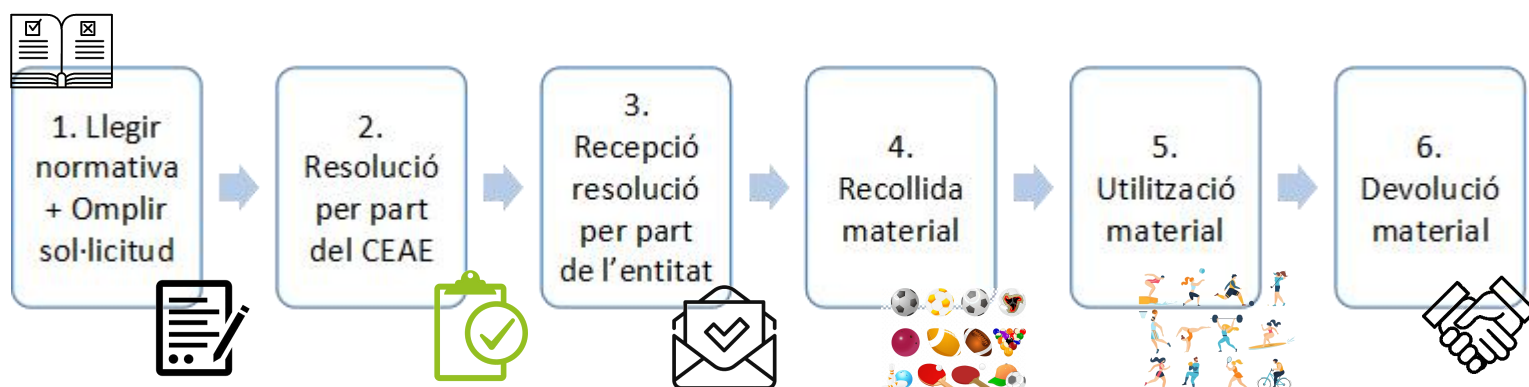 1. Llegir
normativa
+ Omplir
sol·licitud
2.
Resolució
per part
del CEAE
3.
Recepció
resolució
per part
de l’entitat
4.
Recollida
material
5.
Utilització
material
6.
Devolució
material